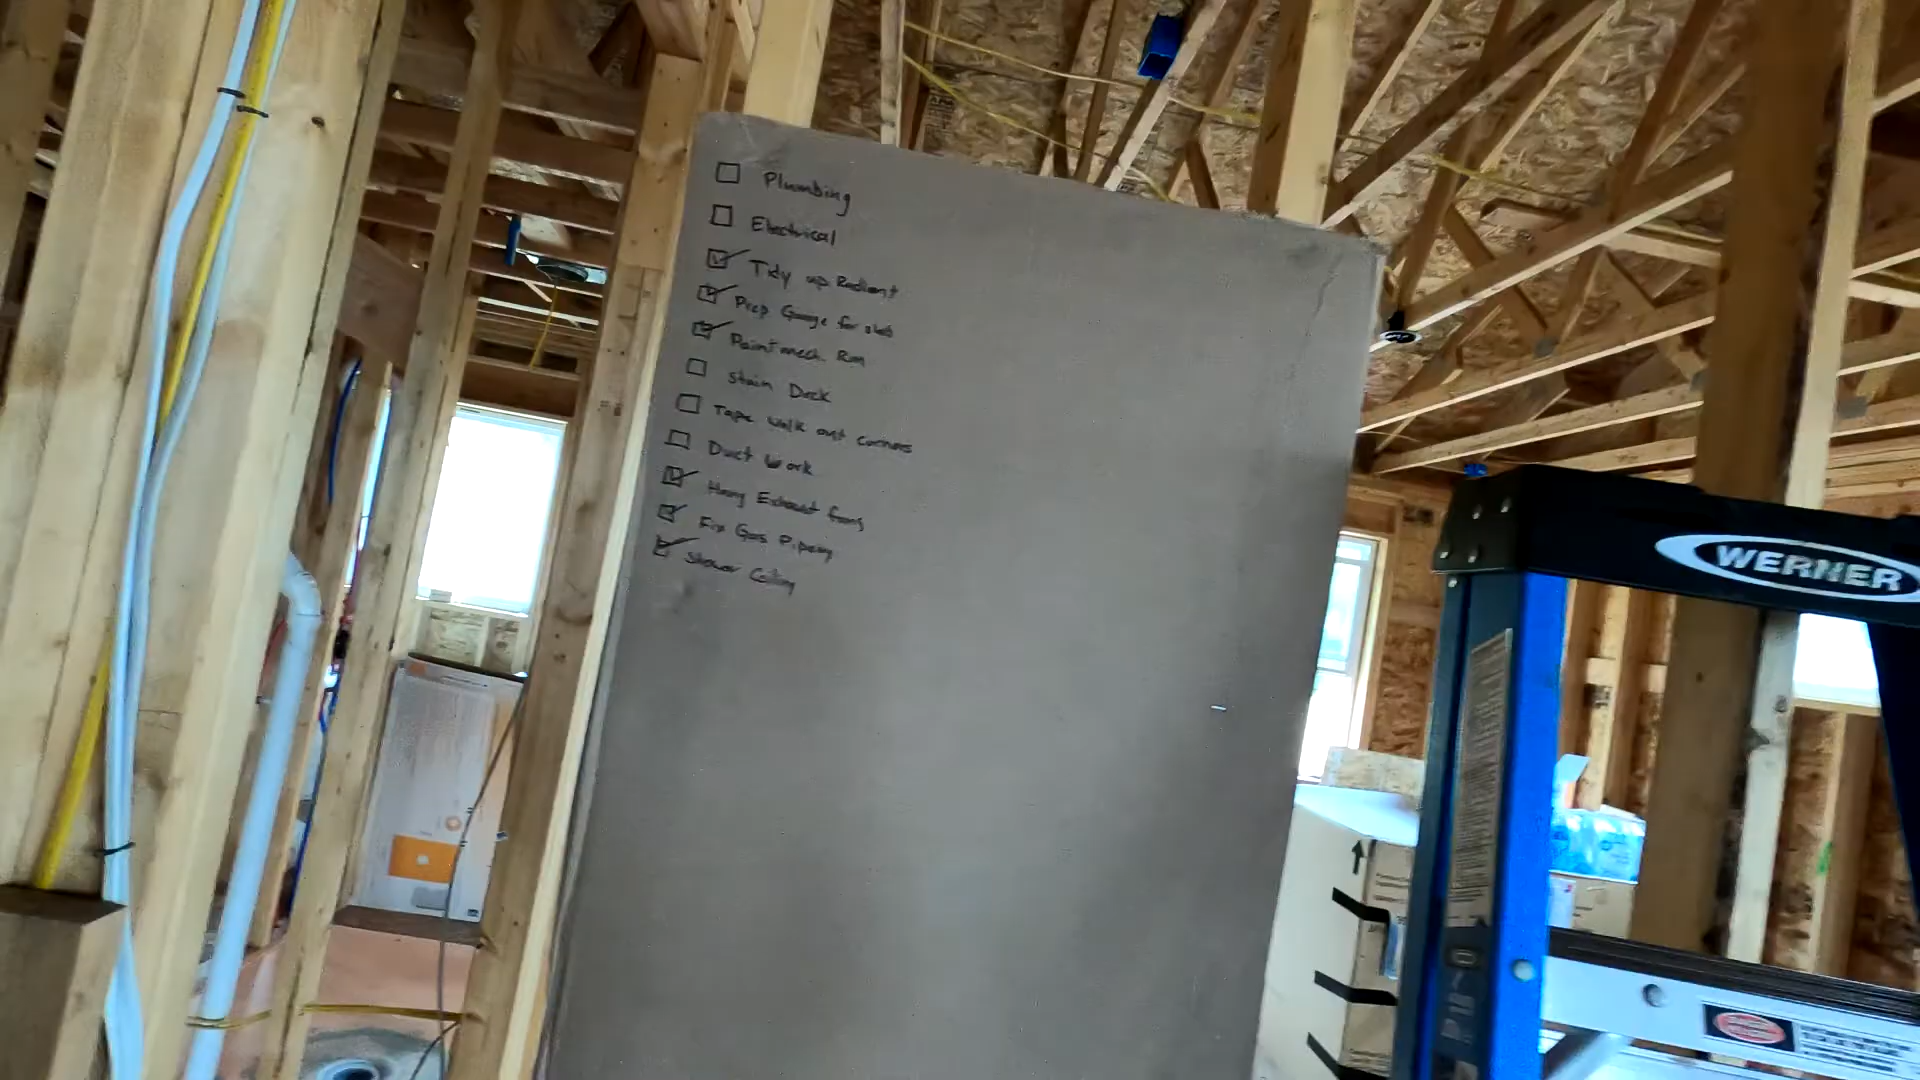 Plumbing
Electrical
Tidy up Radiant
Prep Garage for slab
Paint mech. Rm
Stain Deck
Tape walk out corners
Duct Work
Hang Exhaust fans
Fix Gas Piping
Shower Ceiling
WERNER